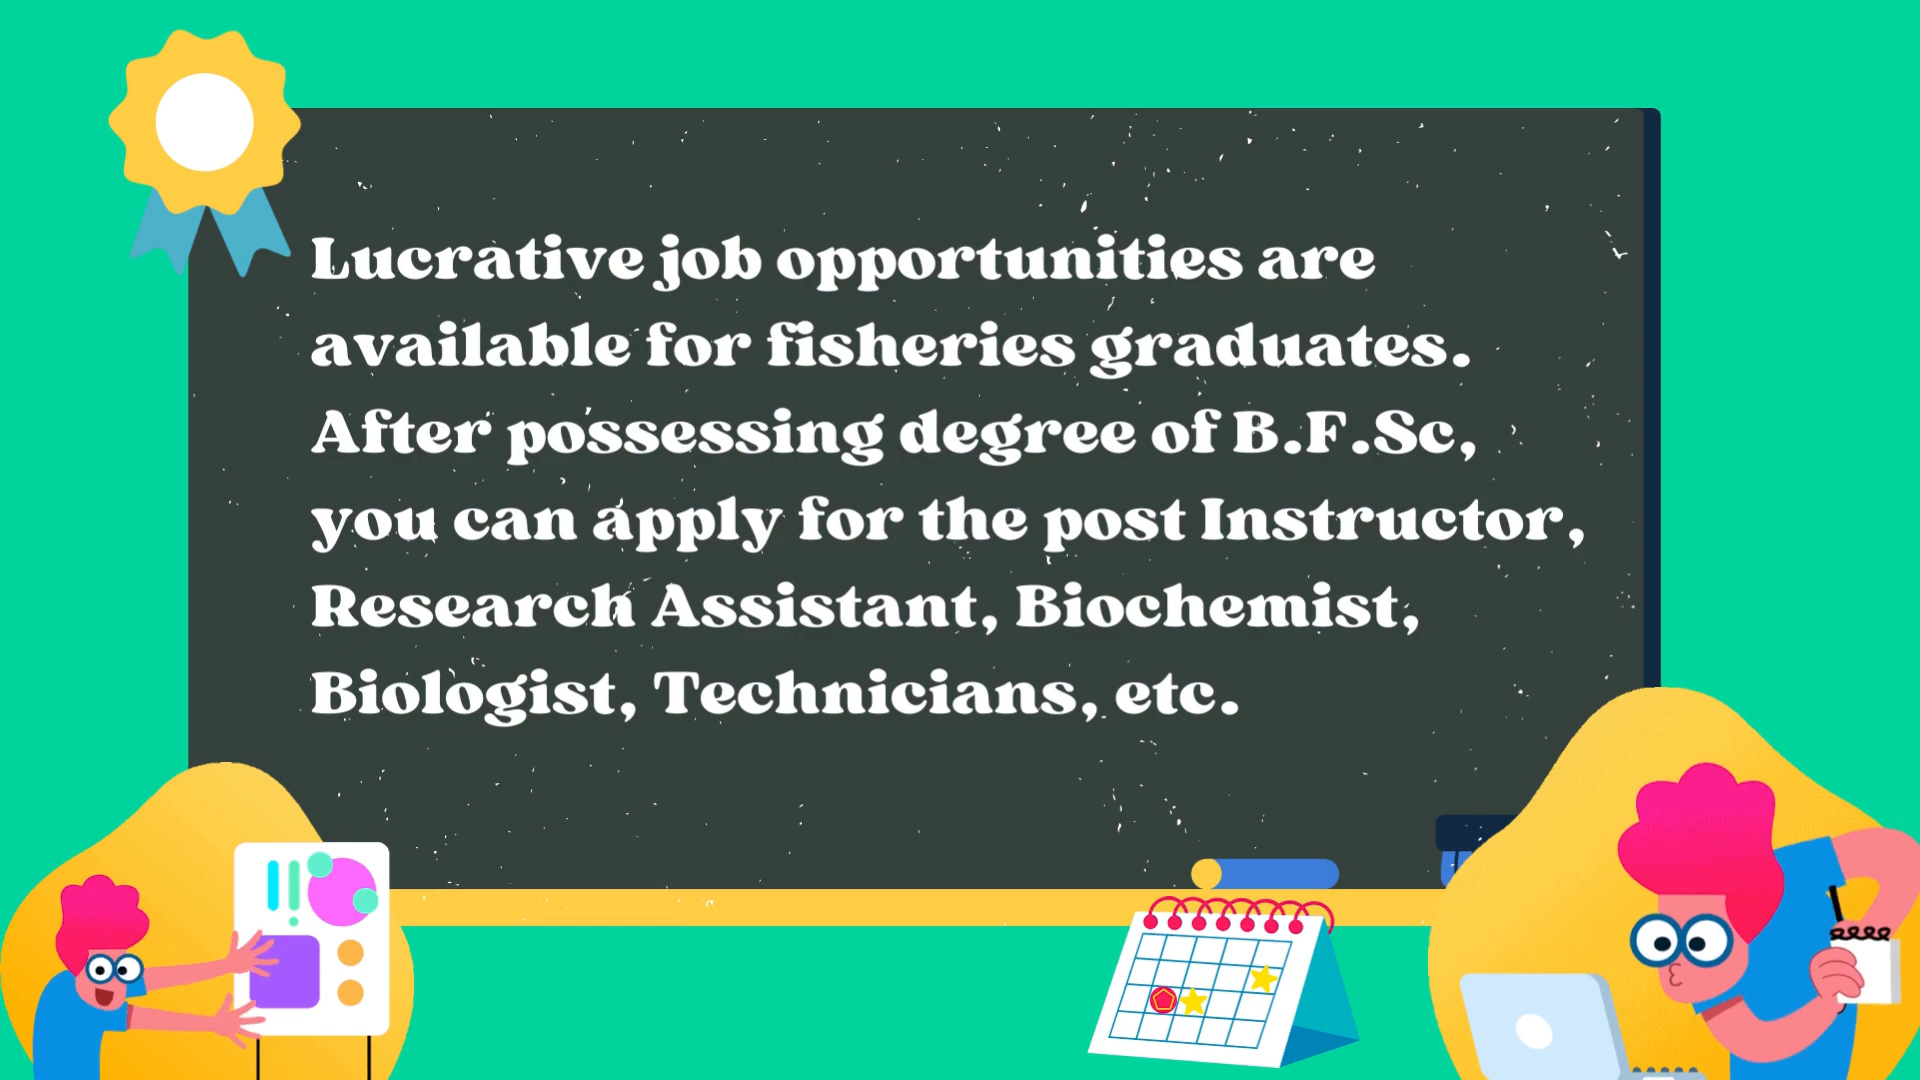 Lucrative job opportunities are
available for fisheries graduates.
After possessing degree of B.F.Sc,
you can apply for the post Instructor,
Research Assistant, Biochemist,
Biologist, Technicians, etc.